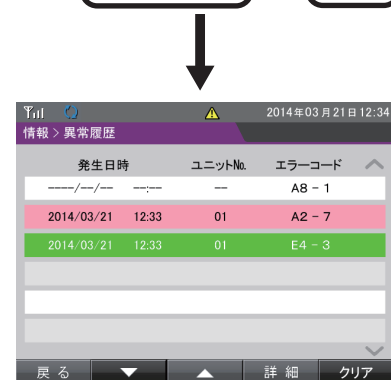 2014年03月21日12:34
情報 > 異常履歴
発生日時 ユニットNo. エラーコード
----/--/-- --:-- -- A8 - 1
2014/03/21 12:33 01 A2 - 7
2014/03/21 12:33 01 E4 - 3
戻る ▼ ▲ 詳細 クリア